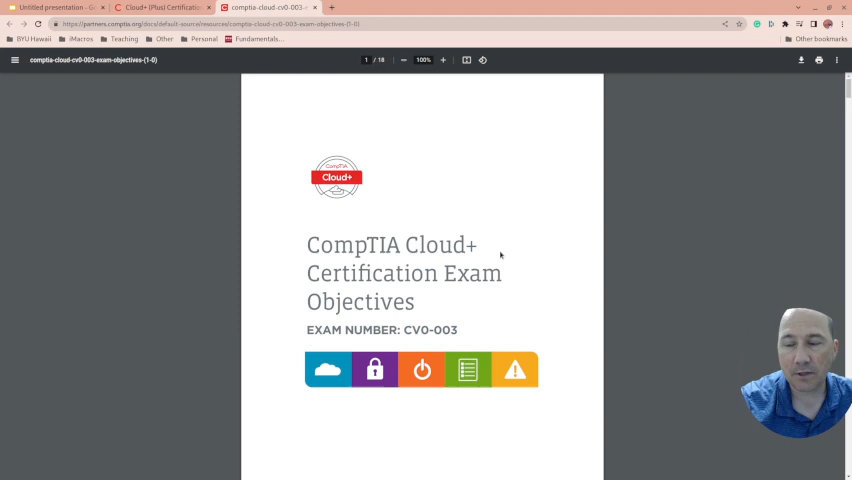 Untitled presentation - G
Cloud+ (Plus) Certification
comptia-cloud-cv0-003-exam-o
https://partners.comptia.org/docs/default-source/resources/comptia-cloud-cv0-003-exam-objectives-(1-0)
BYU Hawaii
iMacros
Teaching
Other
Personal
Fundamentals...
Other bookmarks
comptia-cloud-cv0-003-exam-objectives-(1-0)
1 / 18
100%
CompTIA
Cloud+
CompTIA Cloud+
Certification Exam
Objectives
EXAM NUMBER: CV0-003